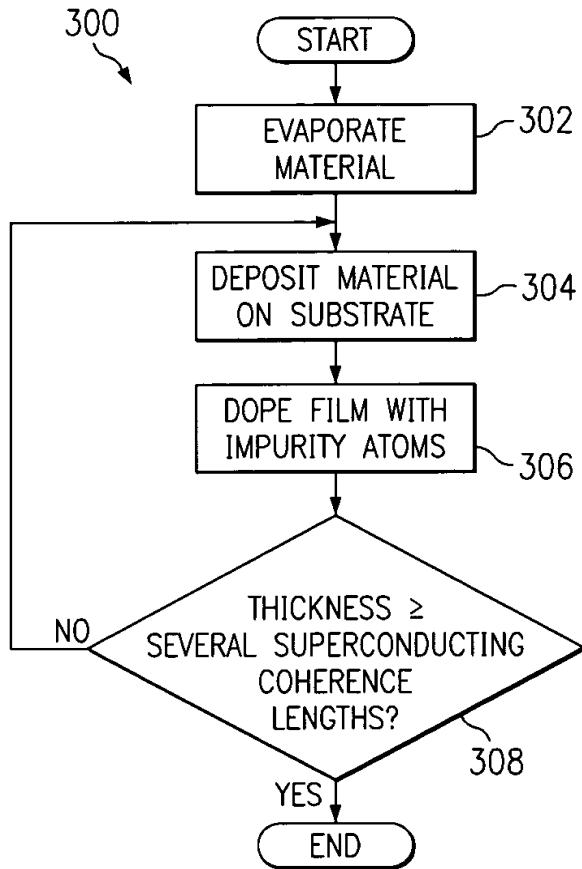 300
START
EVAPORATE
MATERIAL
302
DEPOSIT MATERIAL
ON SUBSTRATE
304
DOPE FILM WITH
IMPURITY ATOMS
306
THICKNESS ≥
SEVERAL SUPERCONDUCTING
COHERENCE
LENGTHS?
NO
308
YES
END